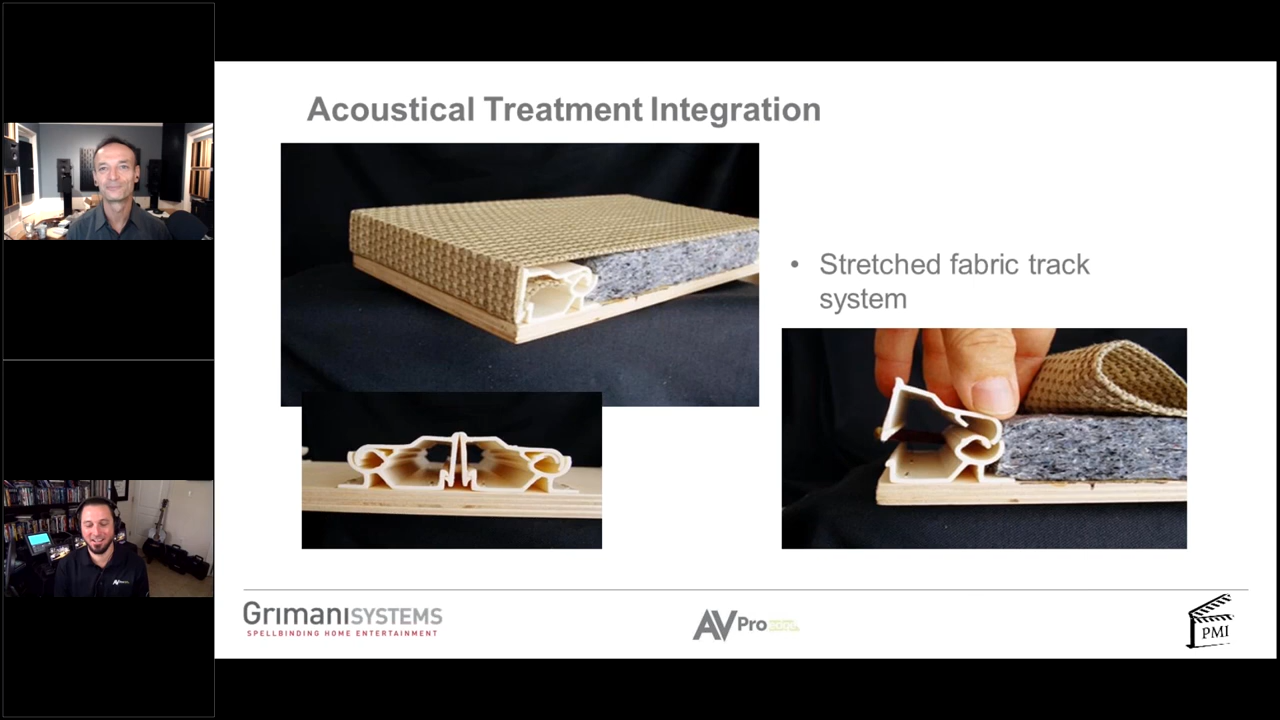 Acoustical Treatment Integration
• Stretched fabric track
system
GrimaniSYSTEMS
SPELLBINDING HOME ENTERTAINMENT
AVPro
PMI